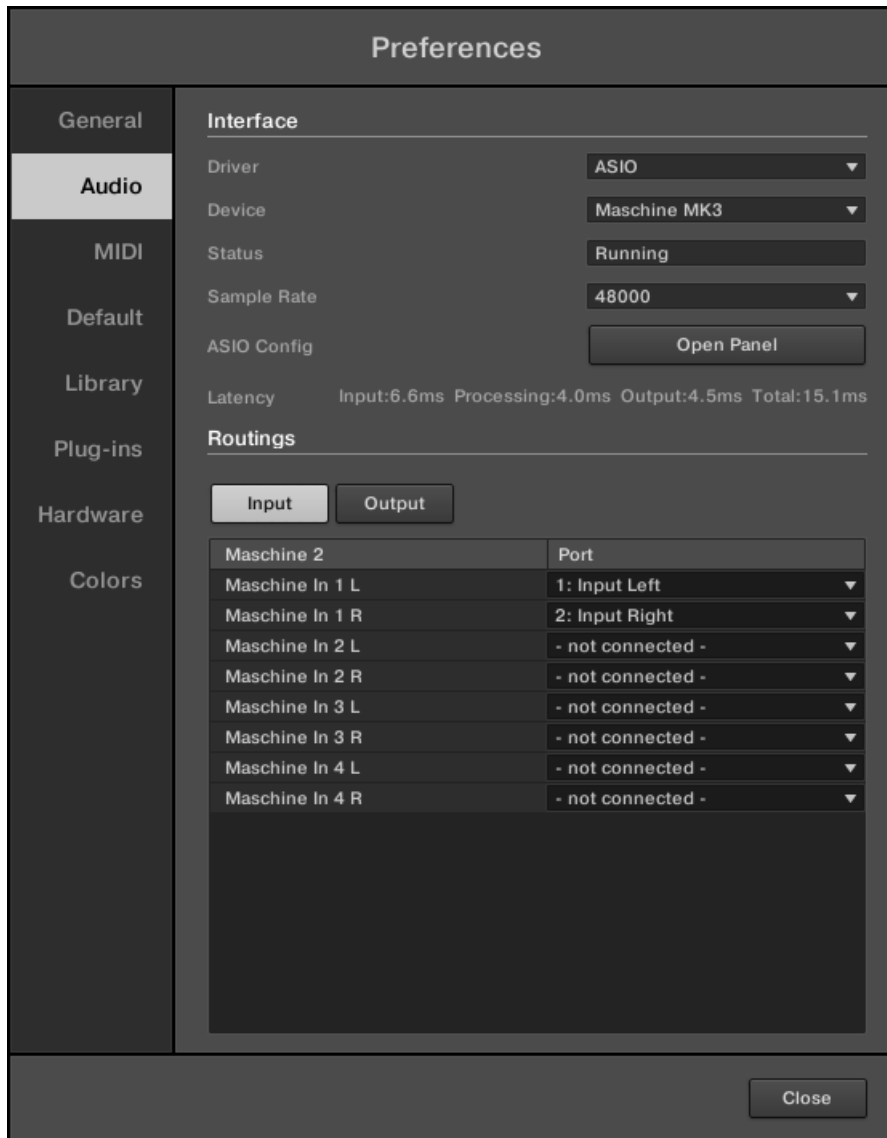 Preferences
General
Audio
MIDI
Default
Library
Plug-ins
Hardware
Colors
Interface
Driver ASIO
Device Maschine MK3
Status Running
Sample Rate 48000
ASIO Config Open Panel
Latency Input:6.6ms Processing:4.0ms Output:4.5ms Total:15.1ms
Routings
Input Output
Maschine 2 Port
Maschine In 1 L 1: Input Left
Maschine In 1 R 2: Input Right
Maschine In 2 L - not connected -
Maschine In 2 R - not connected -
Maschine In 3 L - not connected -
Maschine In 3 R - not connected -
Maschine In 4 L - not connected -
Maschine In 4 R - not connected -
Close